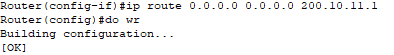 Router(config-if)#ip route 0.0.0.0 0.0.0.0 200.10.11.1
Router(config)#do wr
Building configuration...
[OK]